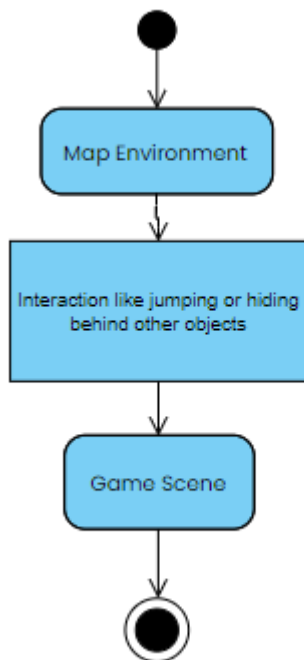 Map Environment
Interaction like jumping or hiding
behind other objects
Game Scene